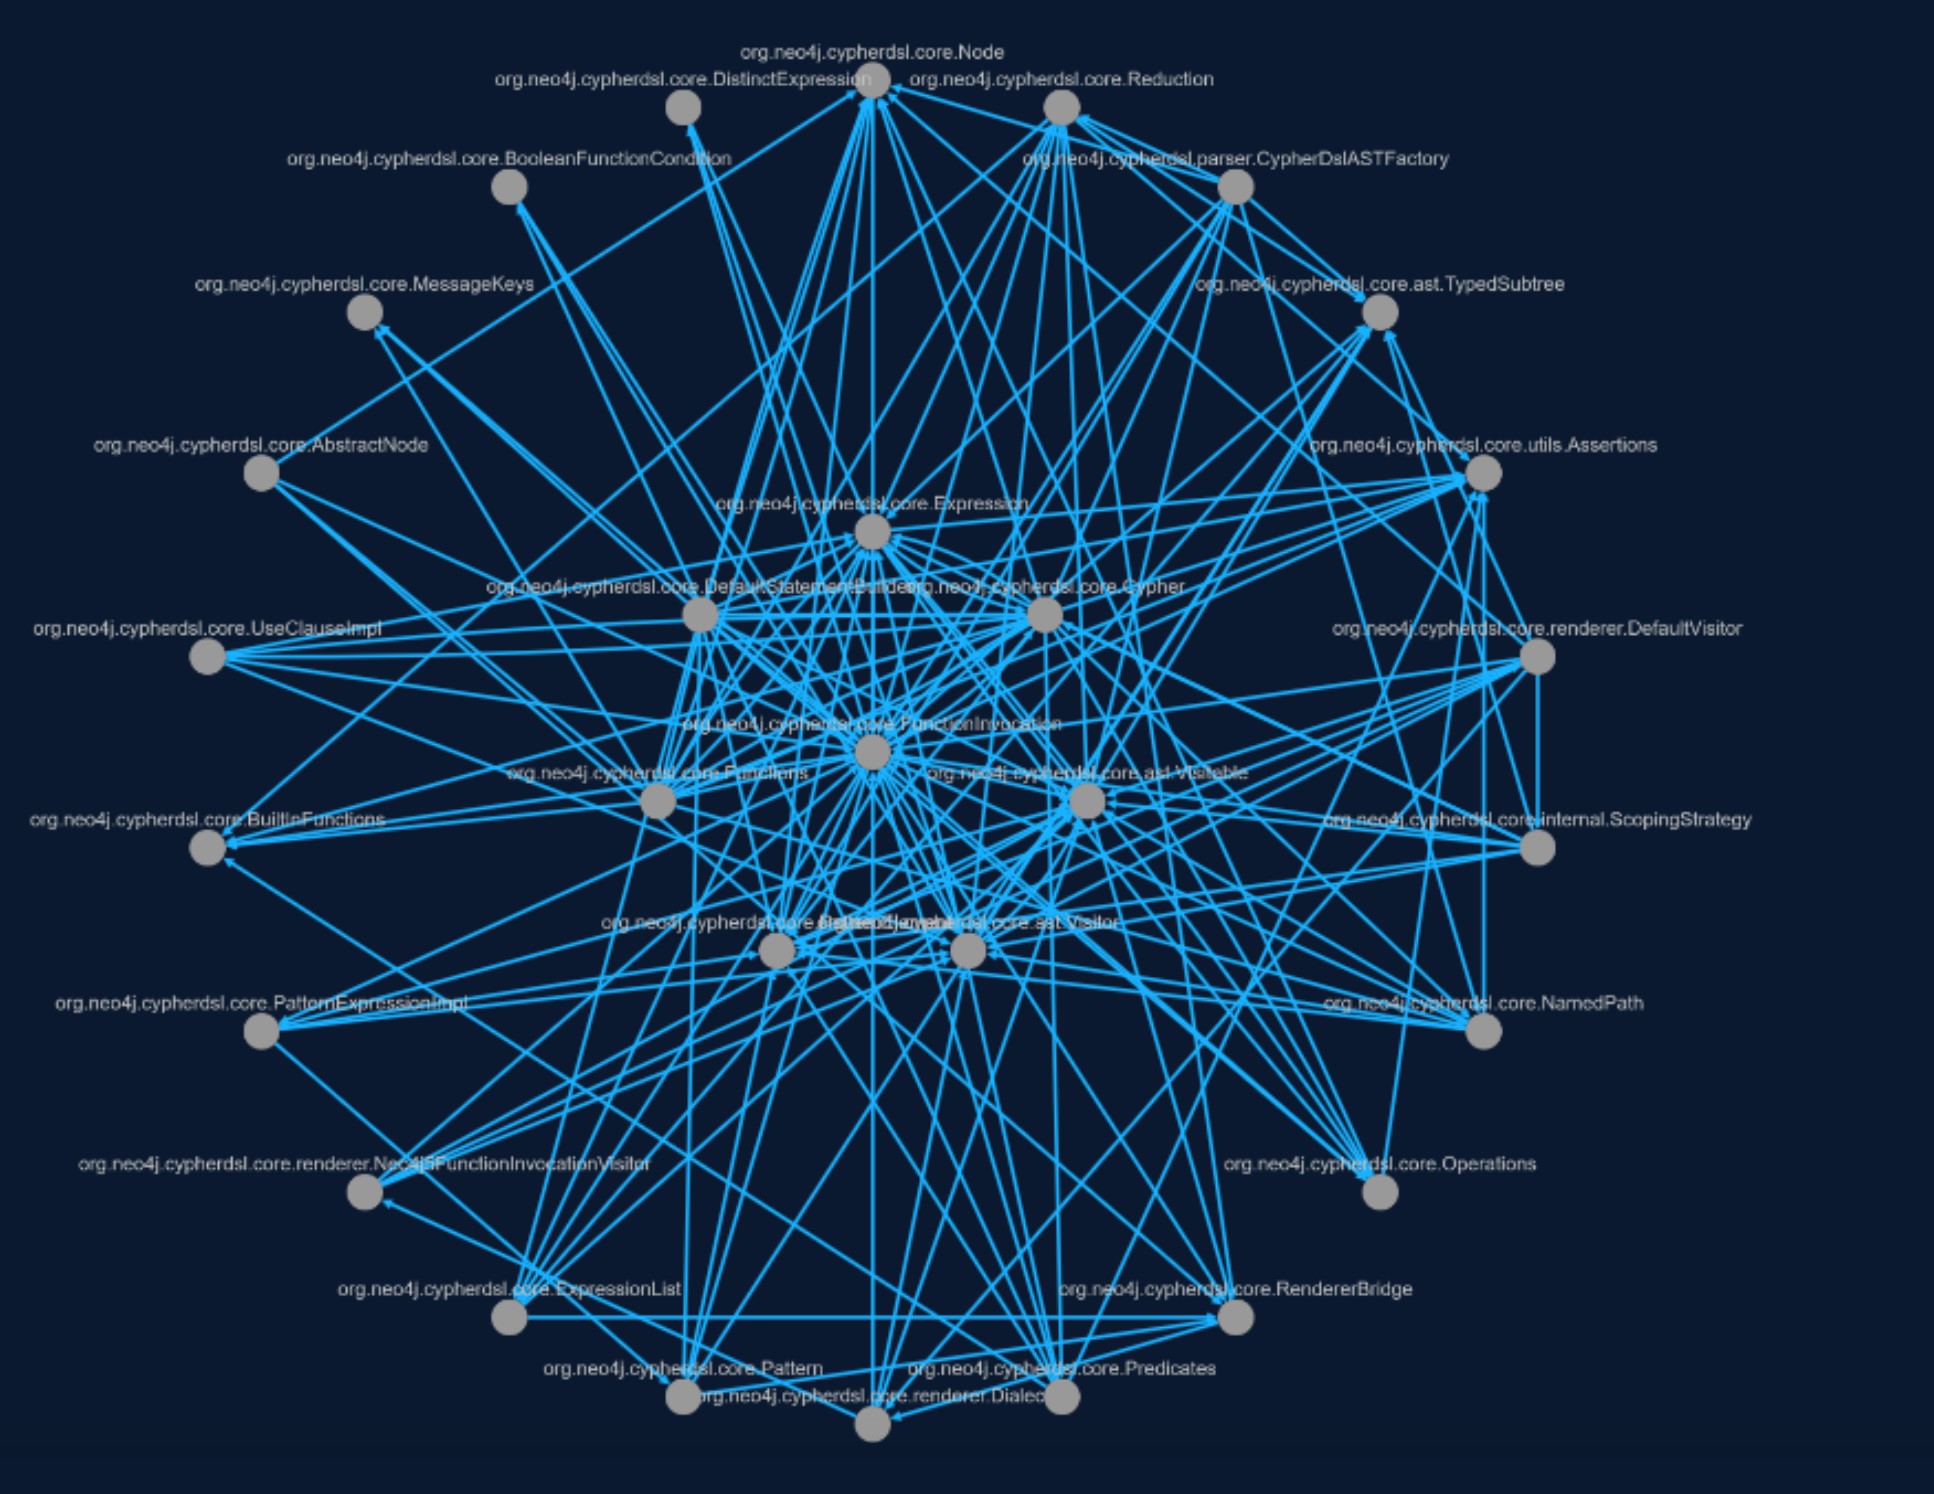 org.neo4j.cypherdsl.core.Node
org.neo4j.cypherdsl.core.DistinctExpression
org.neo4j.cypherdsl.core.Reduction
org.neo4j.cypherdsl.core.BooleanFunctionCondition
org.neo4j.cypherdsl.parser.CypherDslASTFactory
org.neo4j.cypherdsl.core.MessageKeys
org.neo4j.cypherdsl.core.ast.TypedSubtree
org.neo4j.cypherdsl.core.AbstractNode
org.neo4j.cypherdsl.core.utils.Assertions
org.neo4j.cypherdsl.core.Expression
org.neo4j.cypherdsl.core.DefaultStatementBuilder
org.neo4j.cypherdsl.core.Cypher
org.neo4j.cypherdsl.core.UseClauseImpl
org.neo4j.cypherdsl.core.renderer.DefaultVisitor
org.neo4j.cypherdsl.core.FunctionInvocation
org.neo4j.cypherdsl.core.Functions
org.neo4j.cypherdsl.core.ast.Visitable
org.neo4j.cypherdsl.core.BuiltInFunctions
org.neo4j.cypherdsl.core.internal.ScopingStrategy
org.neo4j.cypherdsl.core.
org.neo4j.cypherdsl.core.ast.Visitor
org.neo4j.cypherdsl.core.PatternExpressionImpl
org.neo4j.cypherdsl.core.NamedPath
org.neo4j.cypherdsl.core.renderer.Neo4j5FunctionInvocationVisitor
org.neo4j.cypherdsl.core.Operations
org.neo4j.cypherdsl.core.ExpressionList
org.neo4j.cypherdsl.core.RendererBridge
org.neo4j.cypherdsl.core.Pattern
org.neo4j.cypherdsl.core.Predicates
org.neo4j.cypherdsl.core.renderer.Dialect